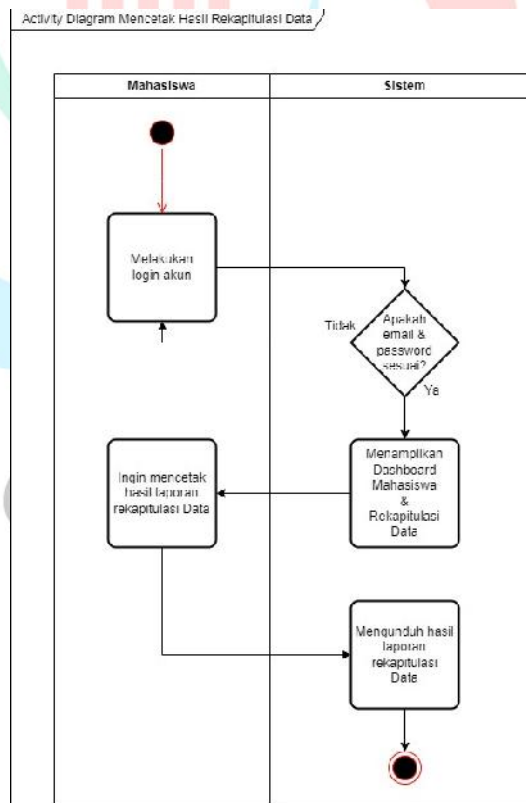 Activity Diagram Mencetak Hasil Rekapitulasi Data
Mahasiswa
Sistem
Melakukan
login akun
Apakah
email &
password
sesuai?
Tidak
Ya
Menampilkan
Dashboard
Mahasiswa
&
Rekapitulasi
Data
Ingin mencetak
hasil laporan
rekapitulasi Data
Mengunduh hasil
laporan
rekapitulasi
Data